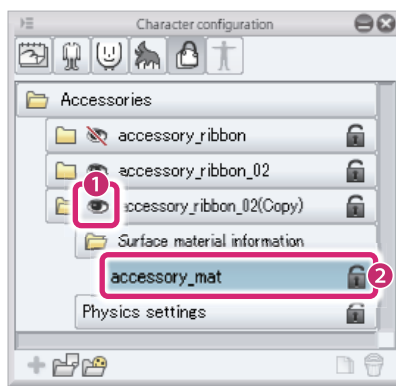 Character configuration
Accessories
accessory_ribbon
accessory_ribbon_02
1
accessory_ribbon_02(Copy)
Surface material information
accessory_mat
2
Physics settings